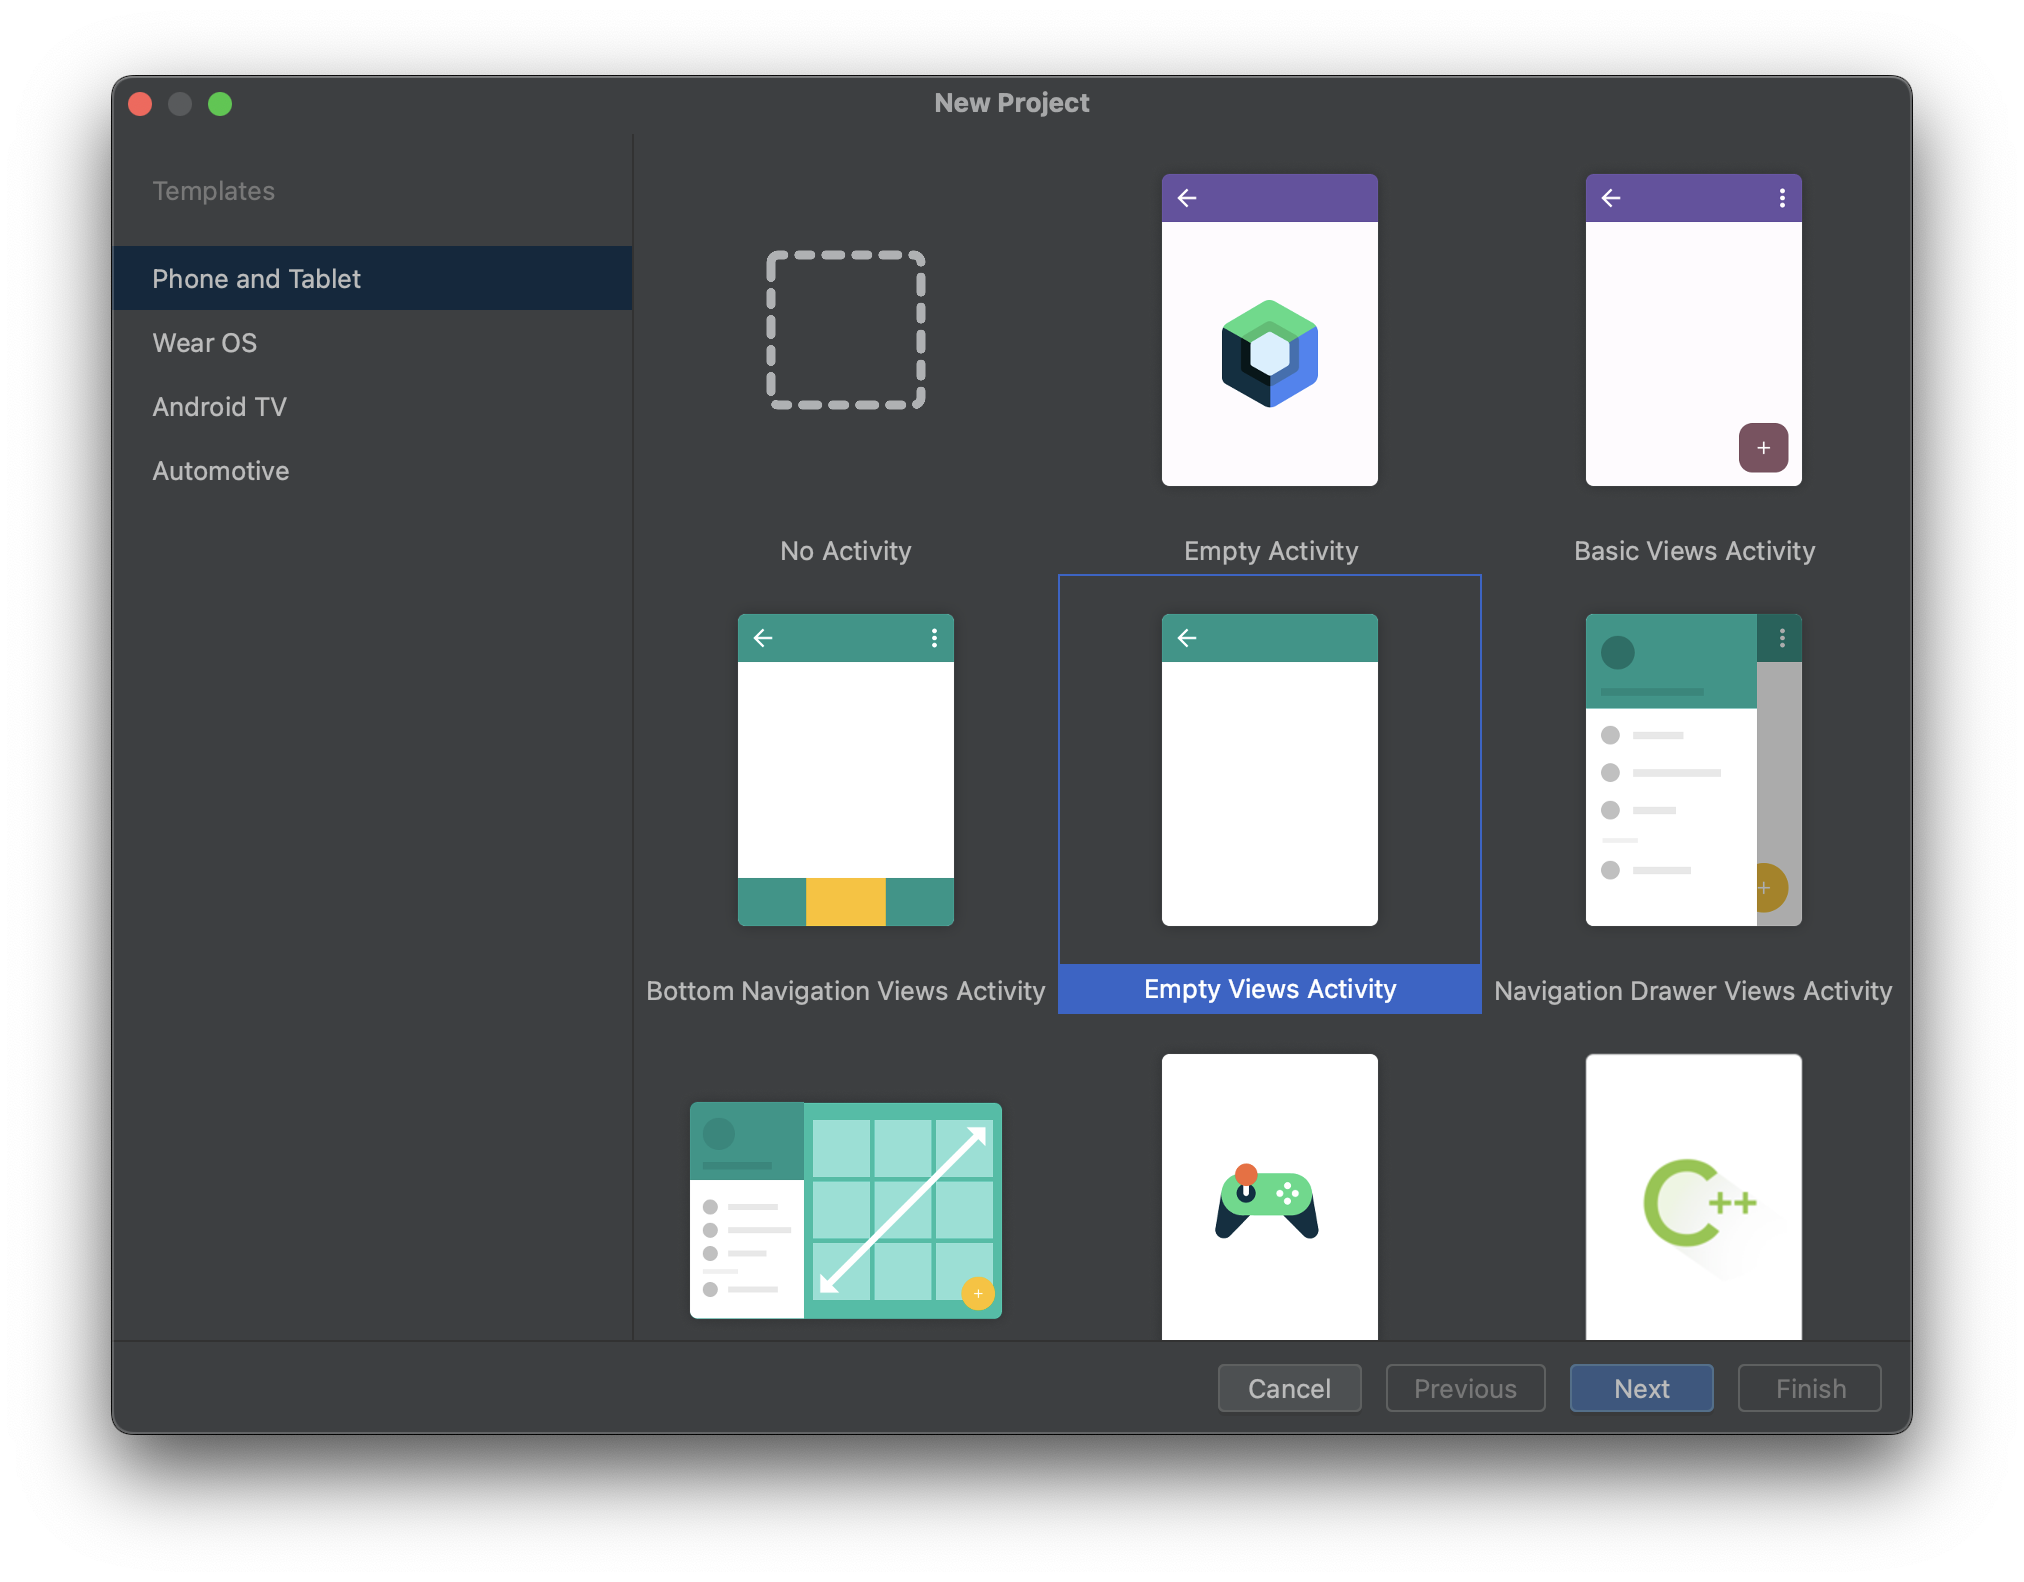 New Project
Templates
Phone and Tablet
Wear OS
Android TV
Automotive
No Activity
Empty Activity
Basic Views Activity
Bottom Navigation Views Activity
Empty Views Activity
Navigation Drawer Views Activity
C++
Cancel
Previous
Next
Finish